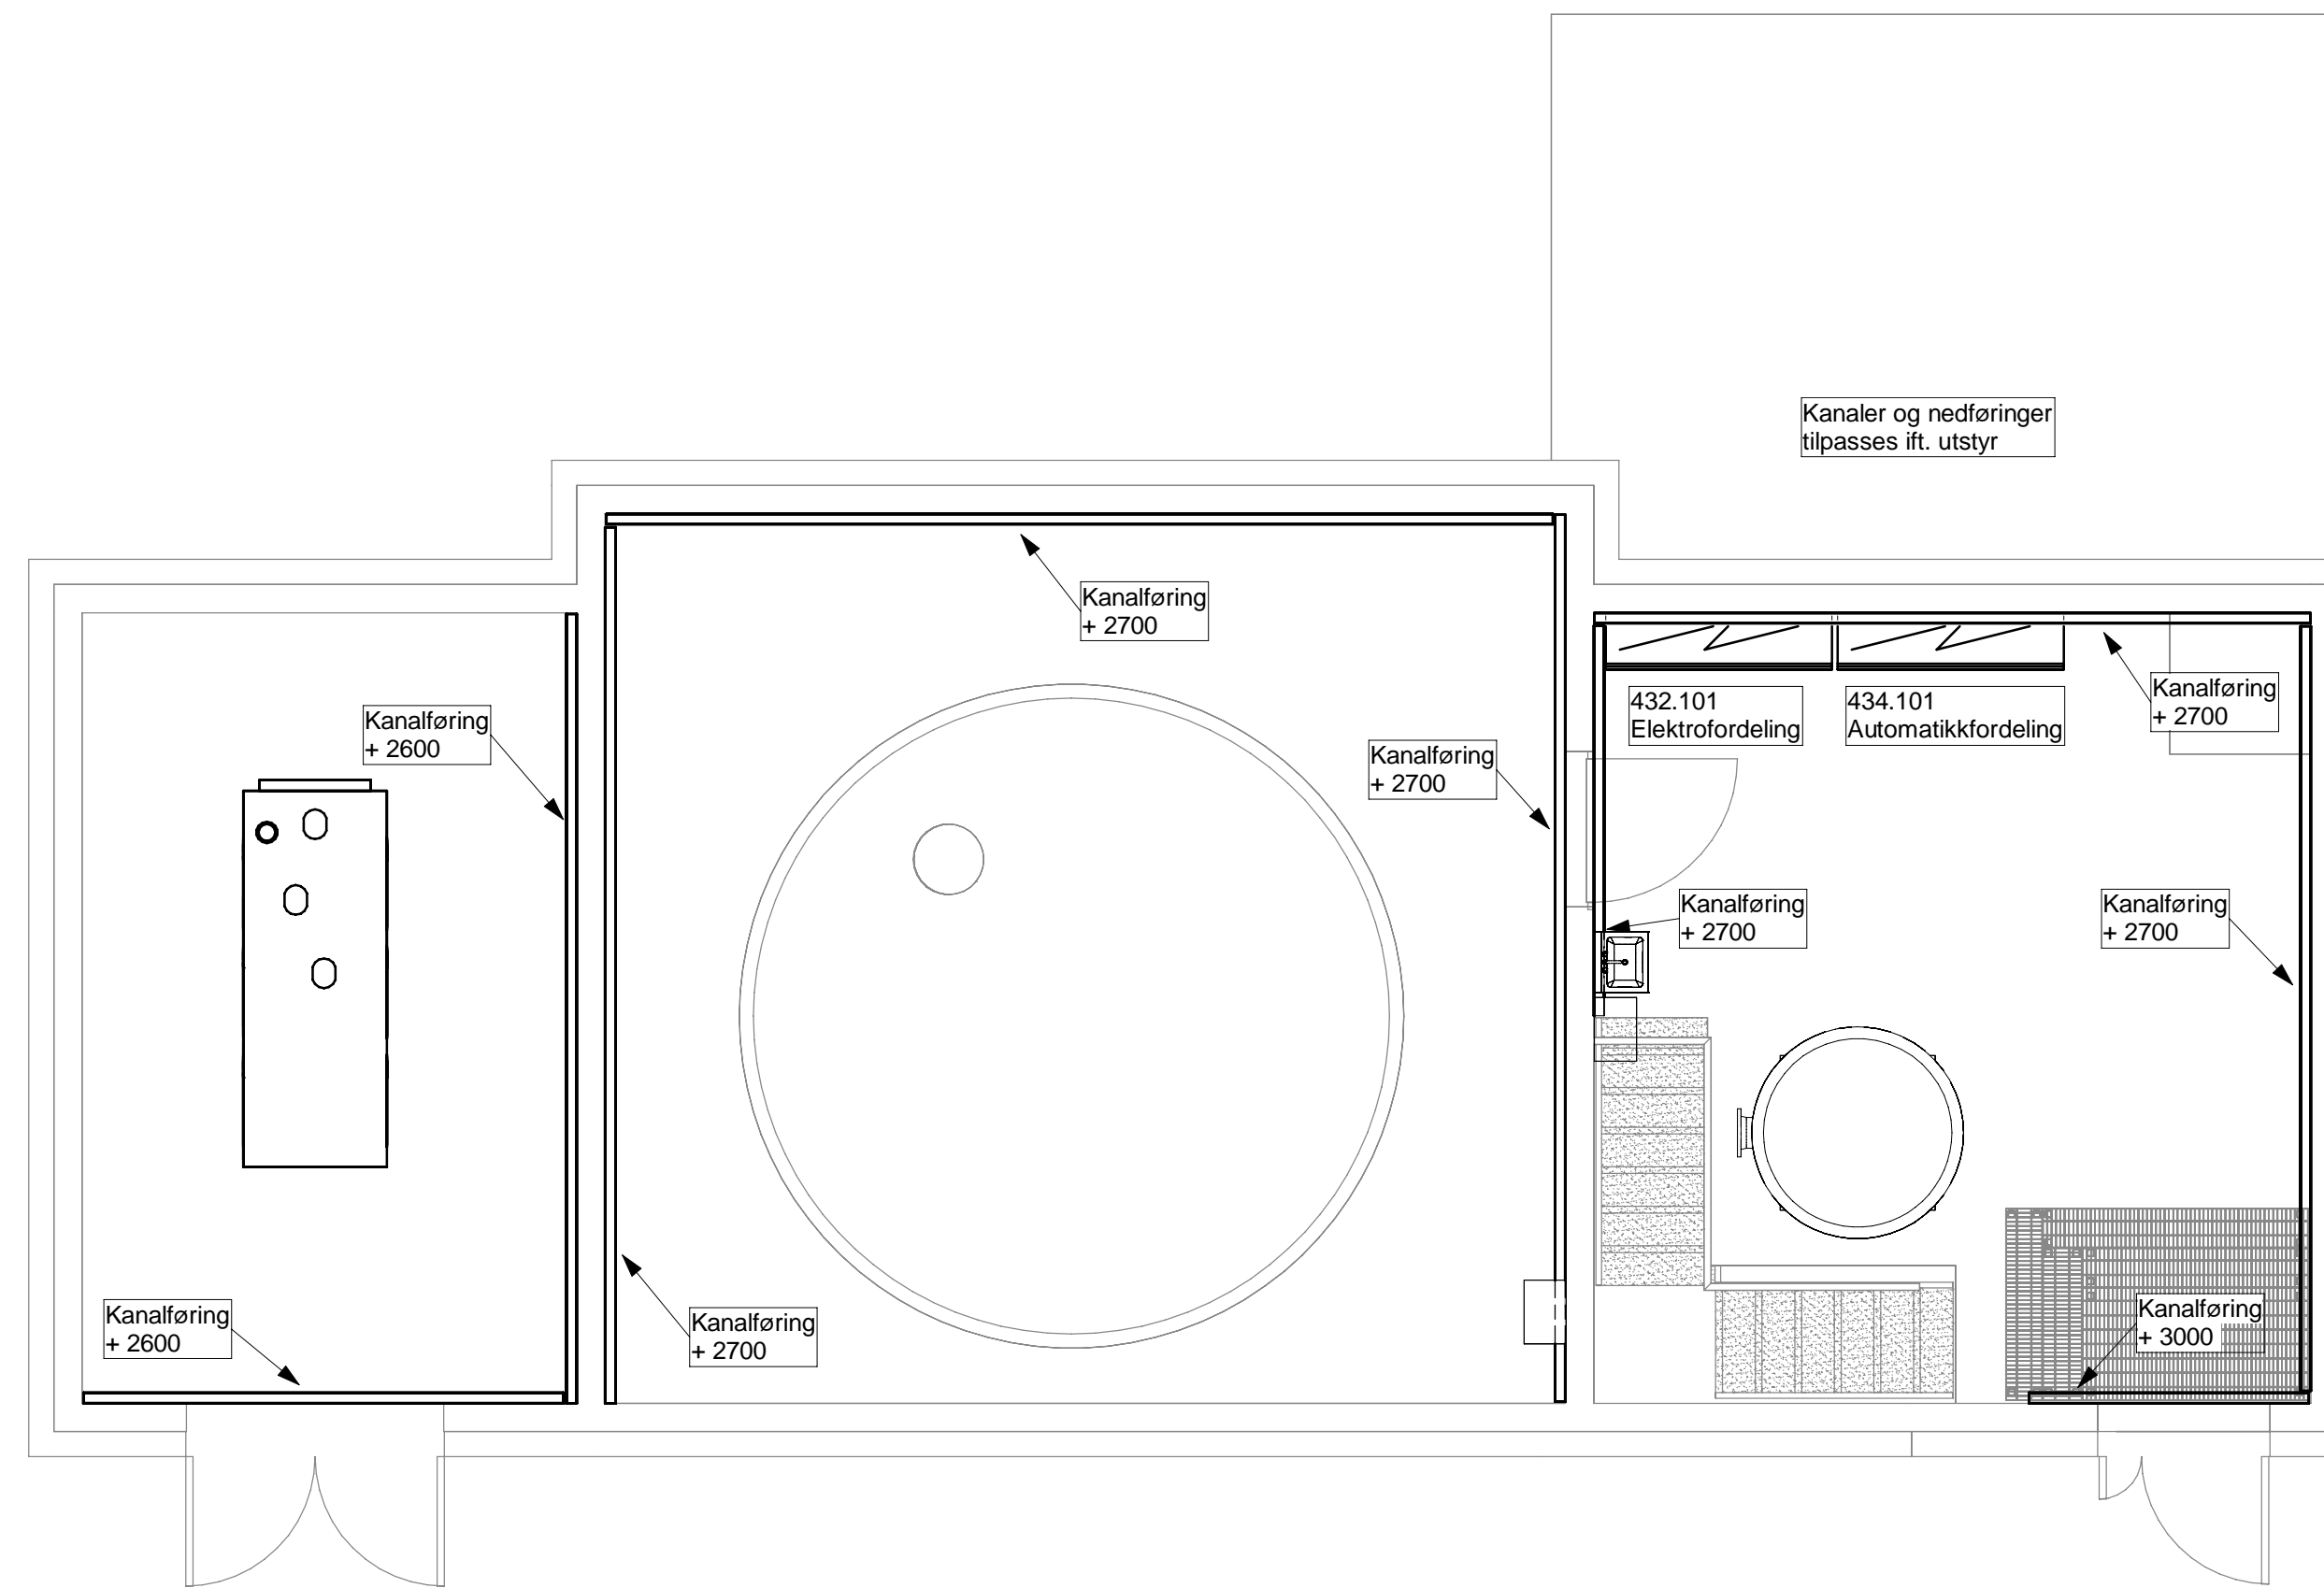 Kanaler og nedføringer
tilpasses ift. utstyr
Kanalføring
+ 2700
432.101
Elektrofordeling
434.101
Automatikkfordeling
Kanalføring
+ 2700
Kanalføring
+ 2600
Kanalføring
+ 2700
Kanalføring
+ 2700
Kanalføring
+ 2700
Kanalføring
+ 2600
Kanalføring
+ 2700
Kanalføring
+ 3000